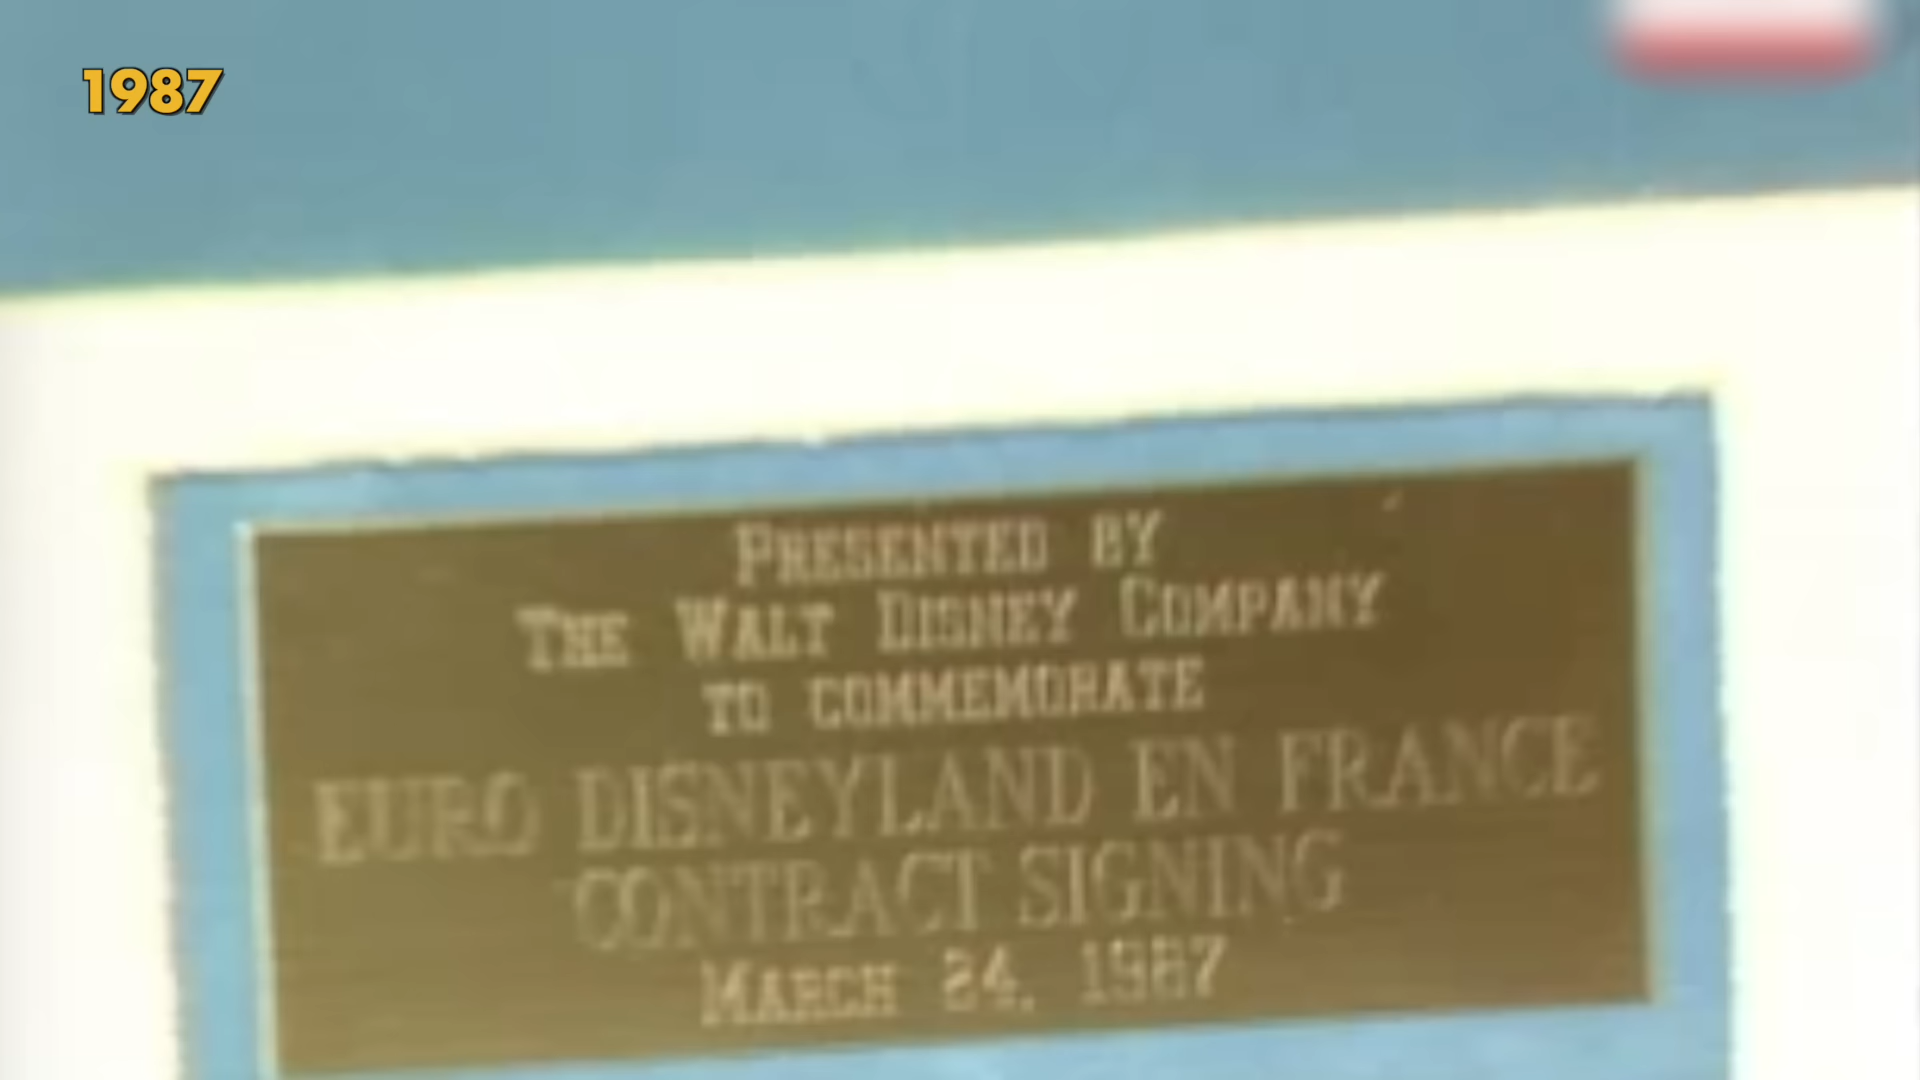 1987
PRESENTED BY
THE WALT DISNEY COMPANY
TO COMMEMORATE
EURO DISNEYLAND EN FRANCE
CONTRACT SIGNING
MARCH 24, 1987